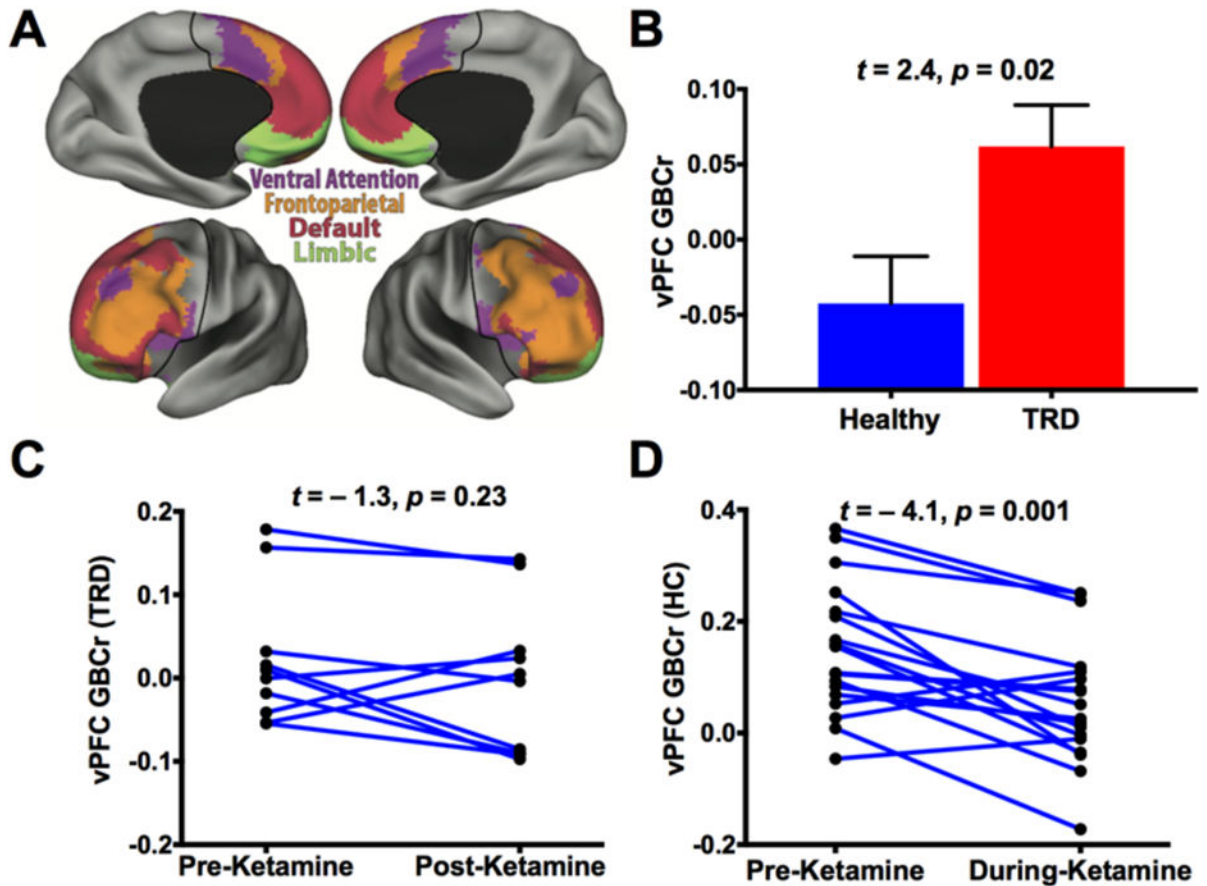 A
Ventral Attention
Frontoparietal
Default
Limbic
B
t = 2.4, p = 0.02
vPFC GBCr
0.10
0.05
0.00
-0.05
-0.10
Healthy TRD
C
t = – 1.3, p = 0.23
vPFC GBCr (TRD)
0.2
0.1
0.0
-0.1
-0.2
Pre-Ketamine Post-Ketamine
D
t = – 4.1, p = 0.001
vPFC GBCr (HC)
0.4
0.2
0.0
-0.2
Pre-Ketamine During-Ketamine